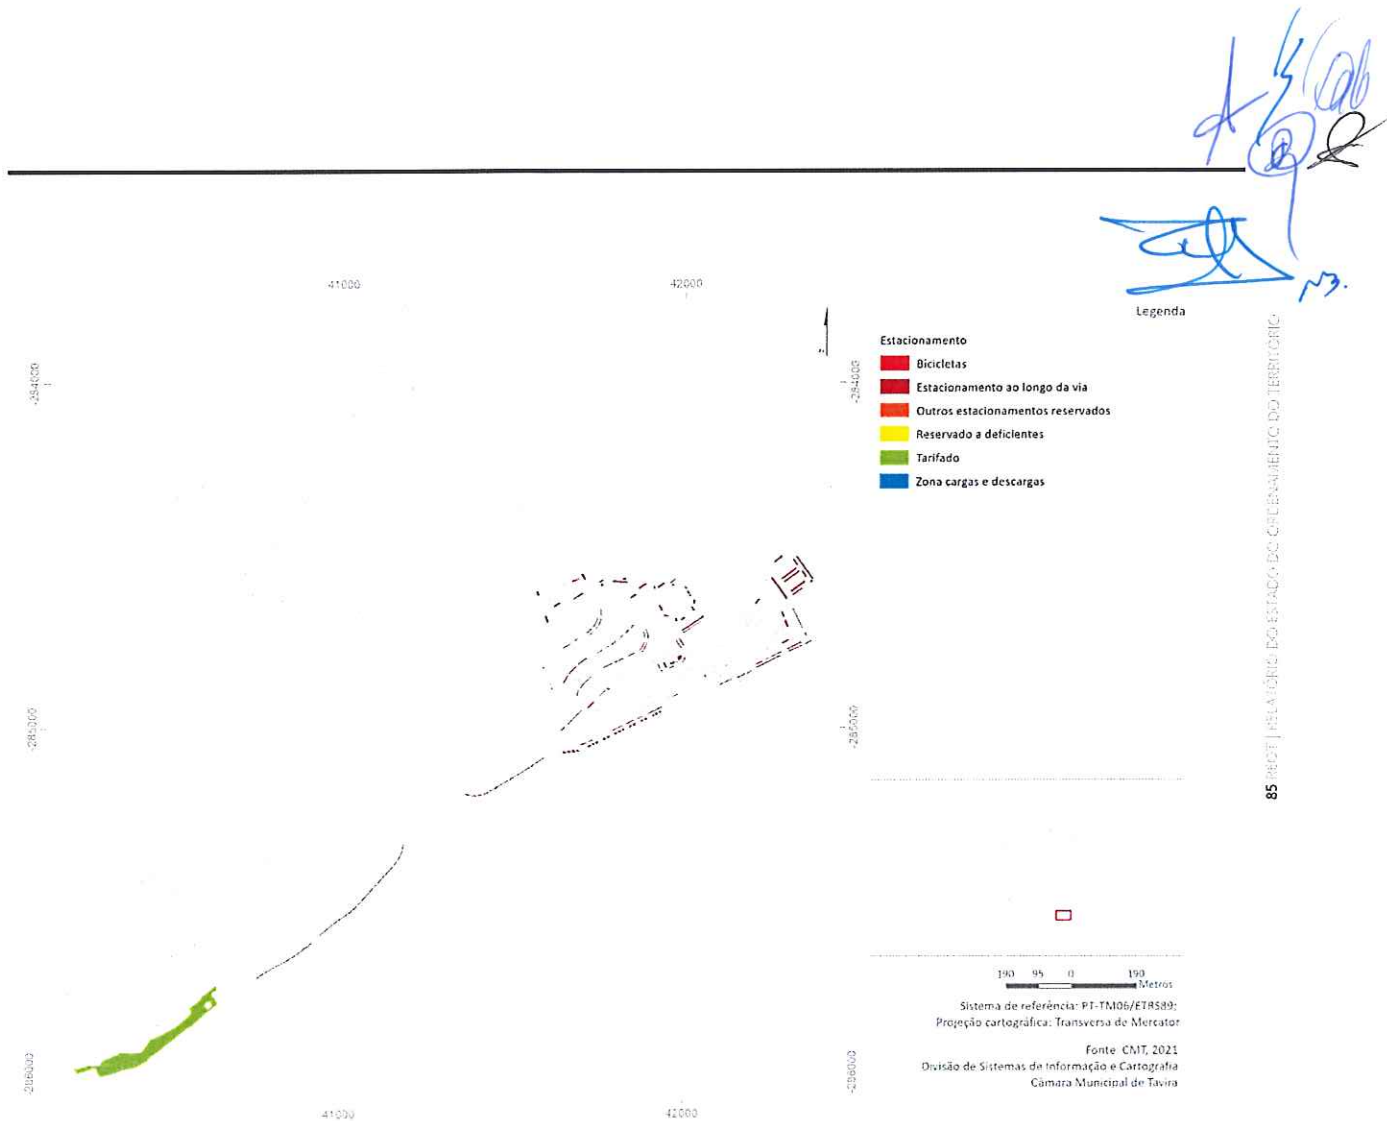 41000
42000
-284000
-284000
-285000
-285000
-286000
-286000
41000
42000
Legenda
Estacionamento
Bicicletas
Estacionamento ao longo da via
Outros estacionamentos reservados
Reservado a deficientes
Tarifado
Zona cargas e descargas
190 95 0 190
Metros
Sistema de referência: PT-TM06/ETRS89;
Projeção cartográfica: Transversa de Mercator
Fonte CMT, 2021
Divisão de Sistemas de Informação e Cartografia
Câmara Municipal de Tavira
85 REOT | RELATÓRIO DO ESTADO DO ORDENAMENTO DO TERRITÓRIO